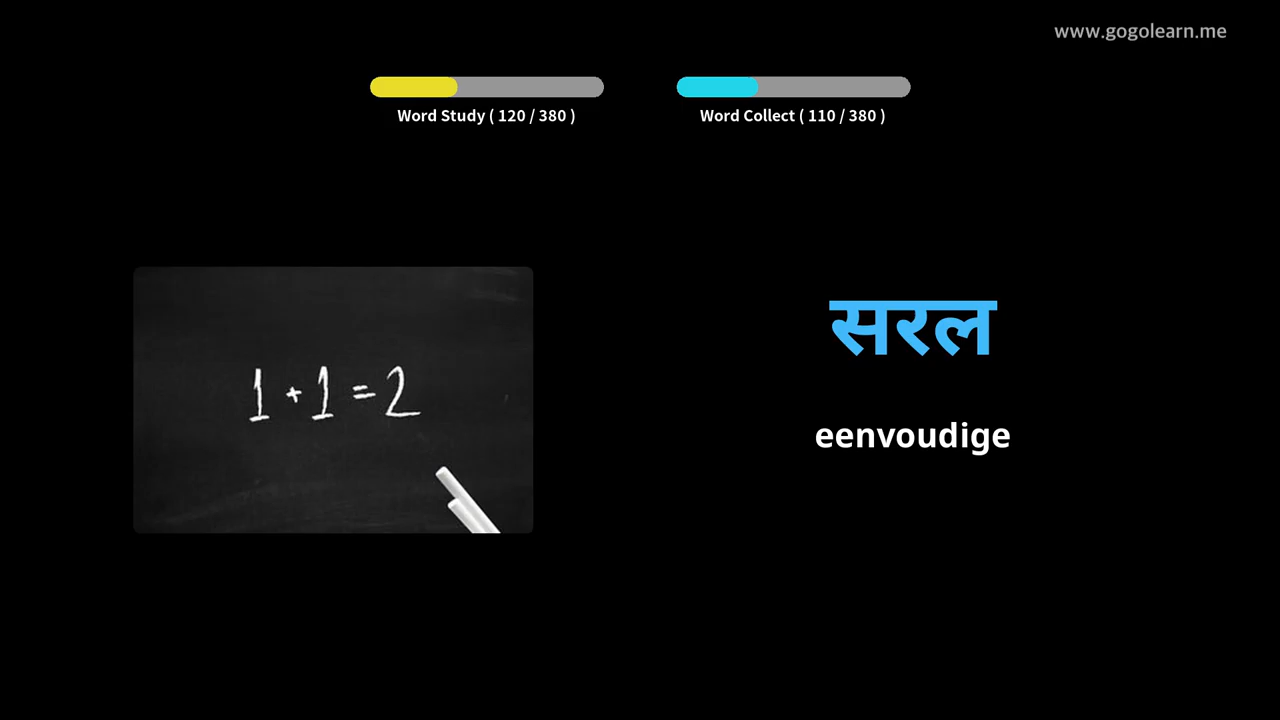 www.gogolearn.me
Word Study ( 120 / 380 )
Word Collect ( 110 / 380 )
1 + 1 = 2
सरल
eenvoudige